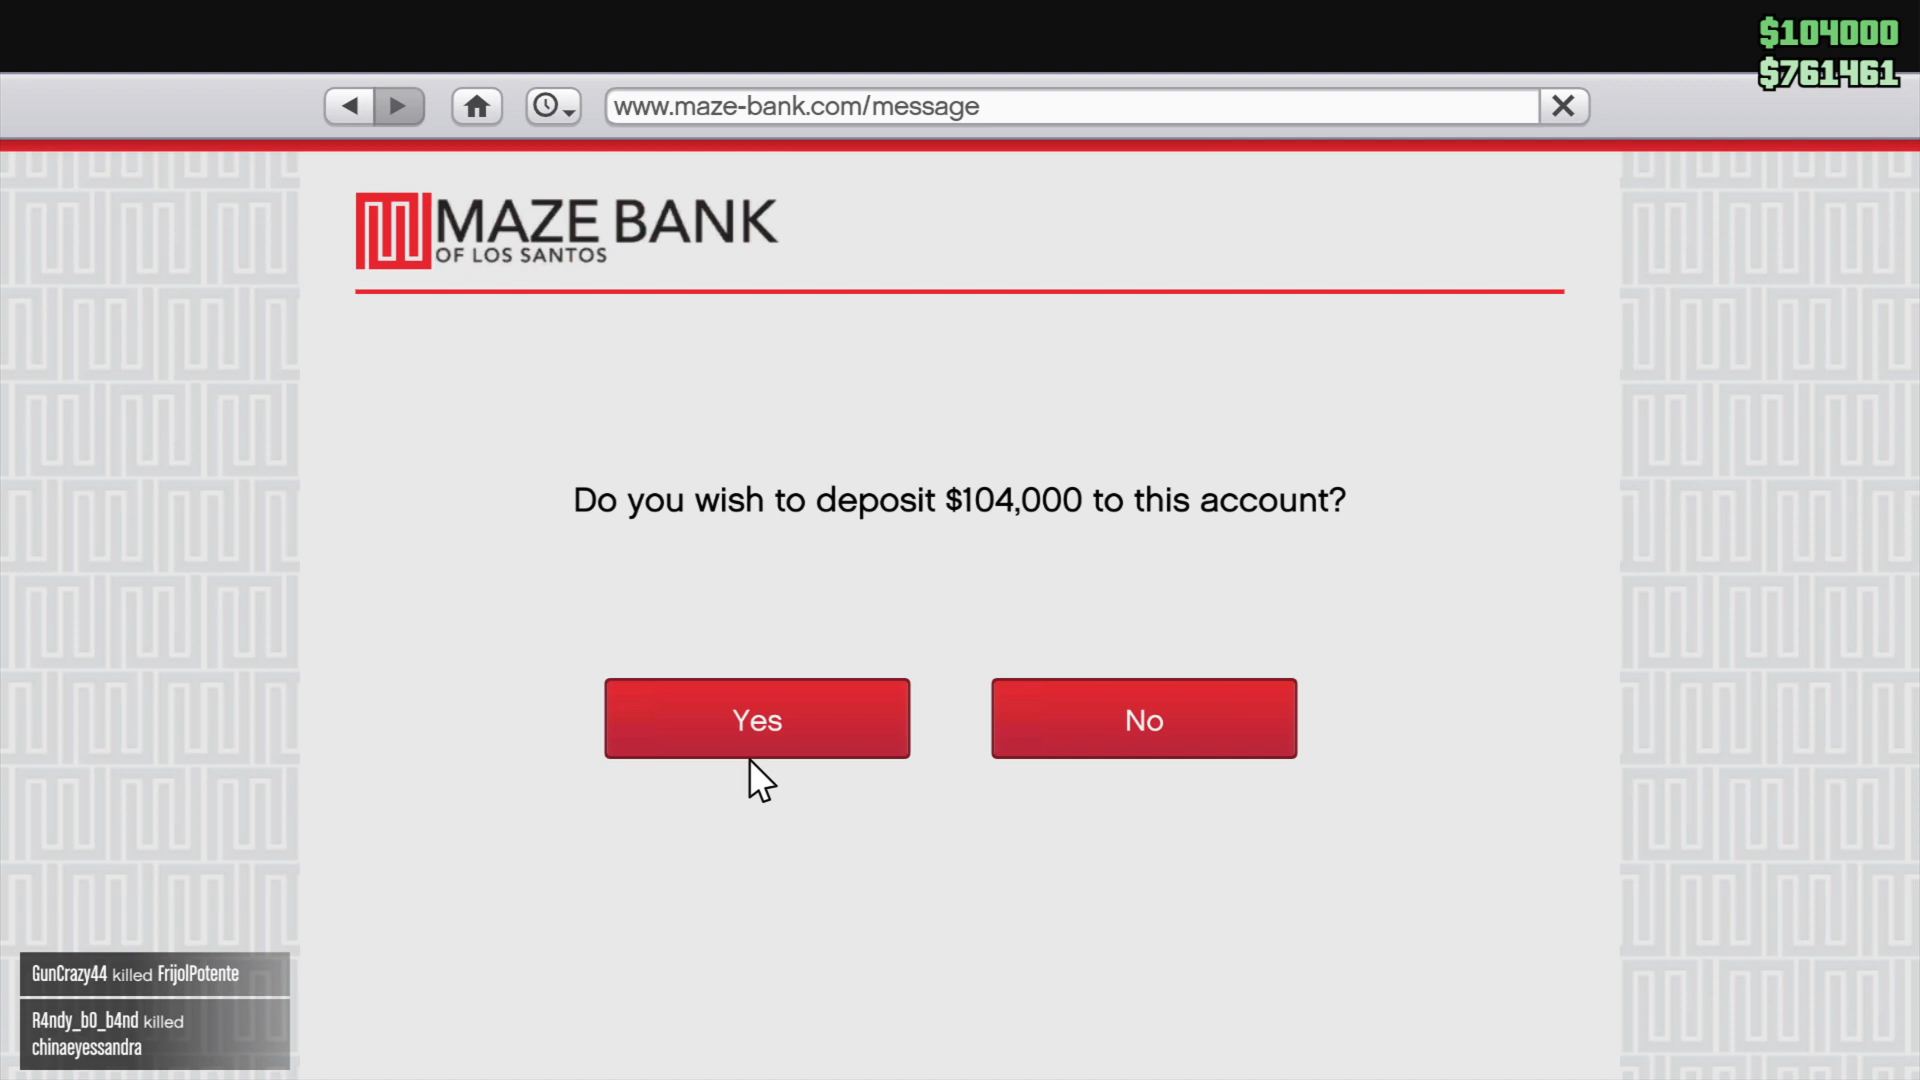 $104000
$761461
www.maze-bank.com/message
MAZE BANK
OF LOS SANTOS
Do you wish to deposit $104,000 to this account?
Yes
No
GunCrazy44 killed FrijolPotente
R4ndy_b0_b4nd killed
chinaeyessandra